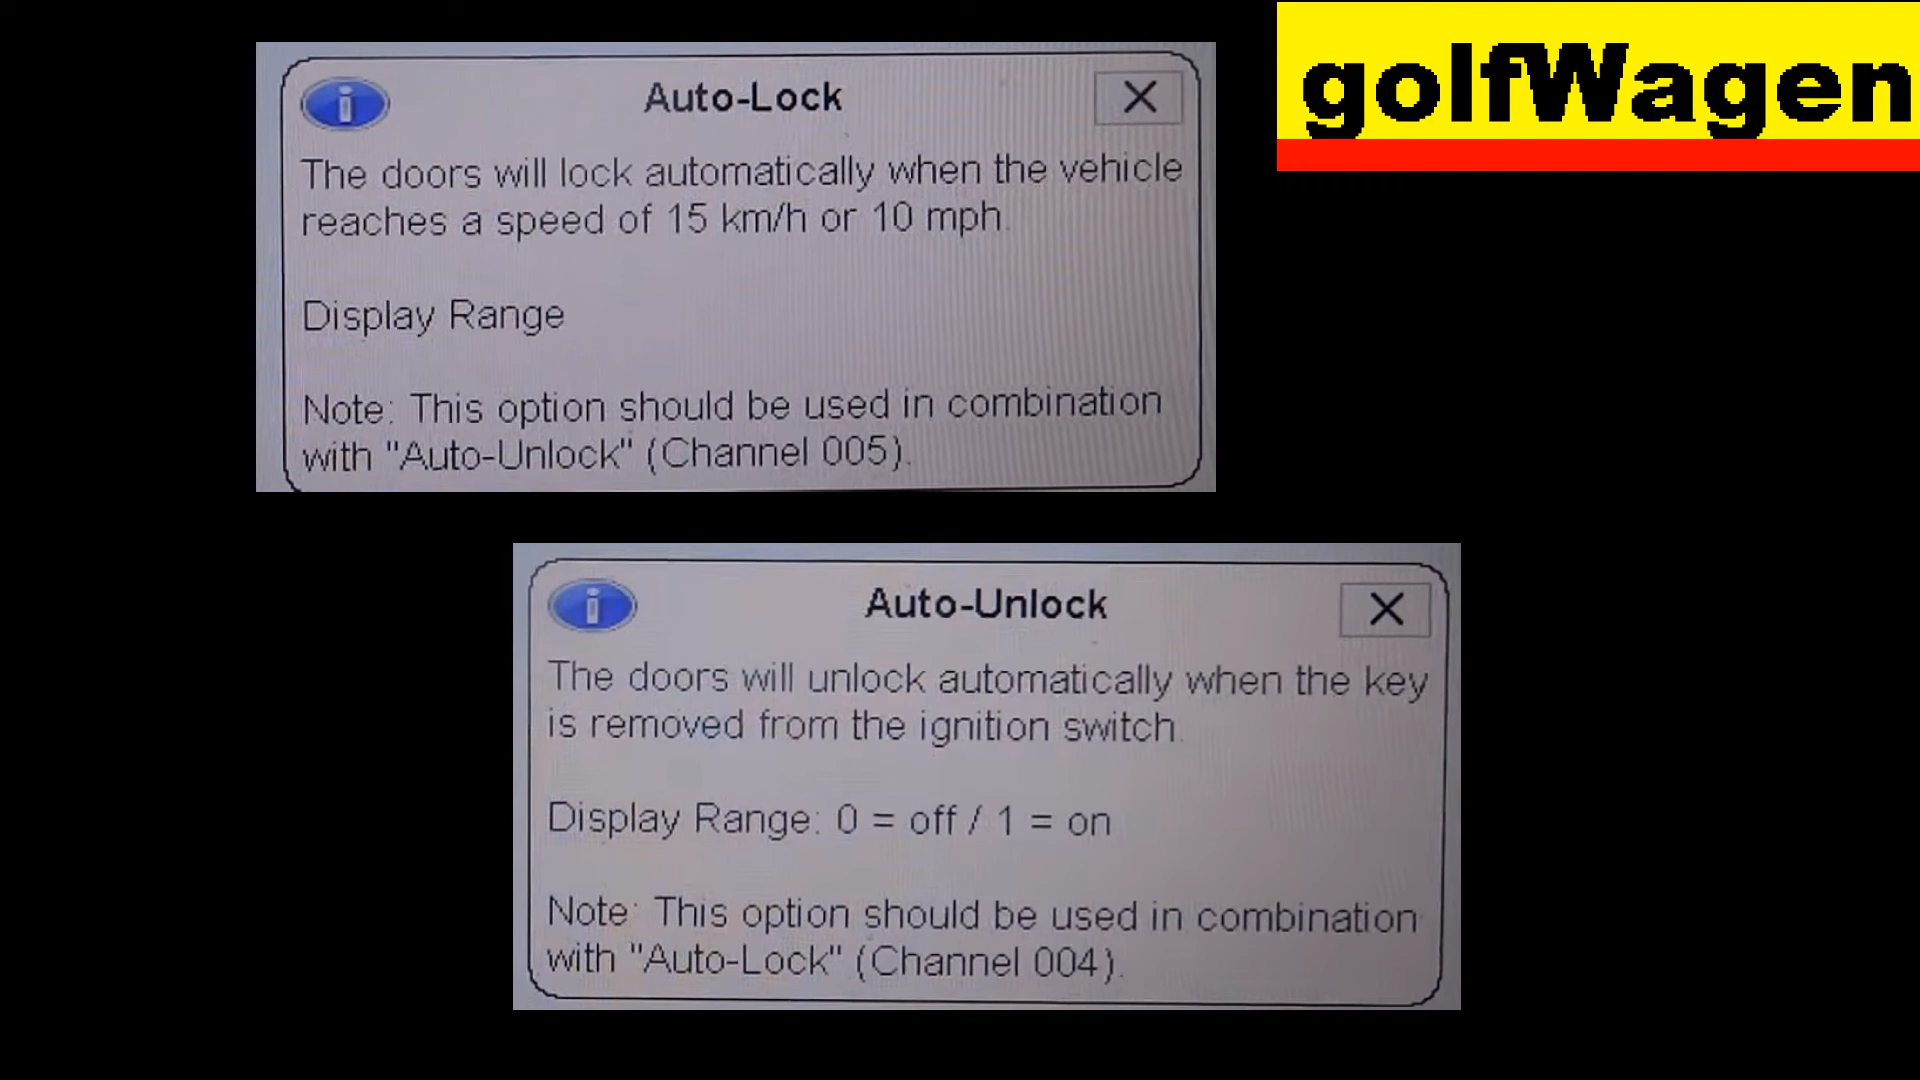 golfWagen
Auto-Lock
The doors will lock automatically when the vehicle
reaches a speed of 15 km/h or 10 mph.
Display Range
Note: This option should be used in combination
with "Auto-Unlock" (Channel 005).
Auto-Unlock
The doors will unlock automatically when the key
is removed from the ignition switch.
Display Range: 0 = off / 1 = on
Note: This option should be used in combination
with "Auto-Lock" (Channel 004).